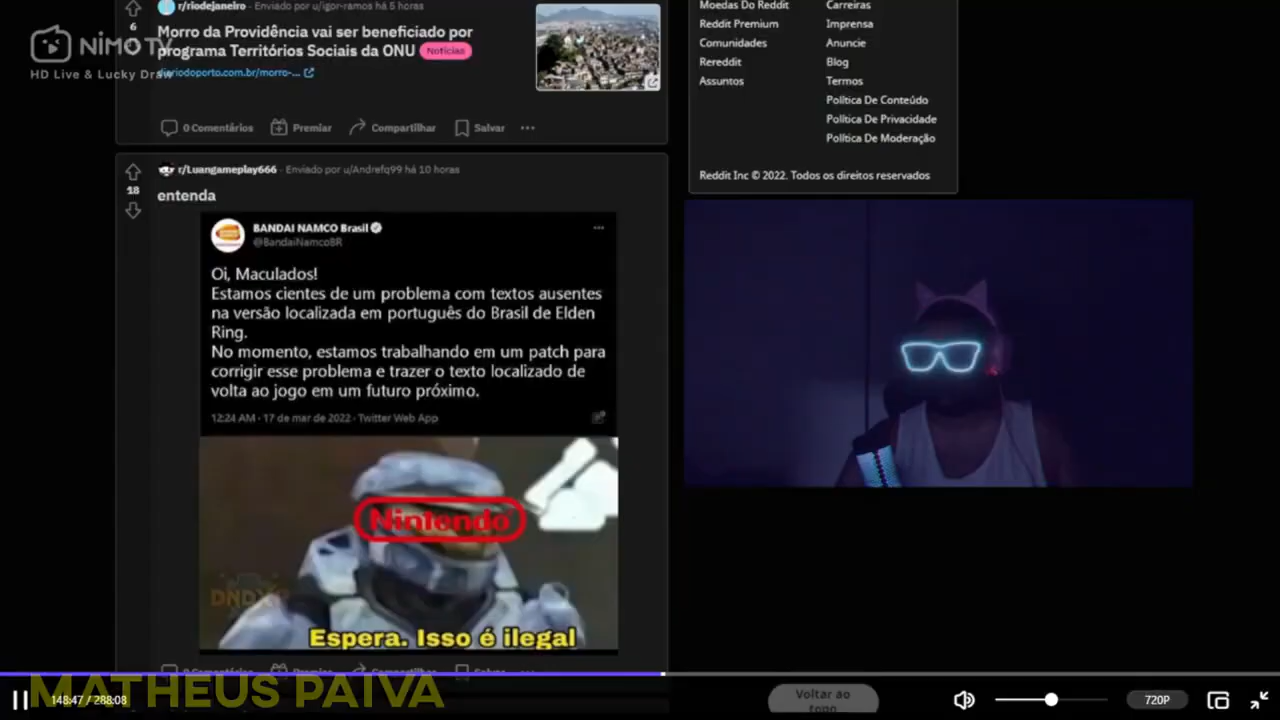 r/riodejaneiro · Enviado por u/igor-ramos há 5 horas
6
Morro da Providência vai ser beneficiado por
programa Territórios Sociais da ONU Notícias
diariodoporto.com.br/morro-...
NIMO TV
HD Live & Lucky Draw
0 Comentários Premiar Compartilhar Salvar ...
r/Luangameplay666 · Enviado por u/Andrefq99 há 10 horas
18
entenda
BANDAI NAMCO Brasil
@BandaiNamcoBR
Oi, Maculados!
Estamos cientes de um problema com textos ausentes
na versão localizada em português do Brasil de Elden
Ring.
No momento, estamos trabalhando em um patch para
corrigir esse problema e trazer o texto localizado de
volta ao jogo em um futuro próximo.
12:24 AM · 17 de mar de 2022 · Twitter Web App
Nintendo
Espera. Isso é ilegal
0 Comentários Premiar Compartilhar Salvar ...
Moedas Do Reddit Carreiras
Reddit Premium Imprensa
Comunidades Anuncie
Rereddit Blog
Assuntos Termos
Política De Conteúdo
Política De Privacidade
Política De Moderação
Reddit Inc © 2022. Todos os direitos reservados
MATHEUS PAIVA
148:47 / 288:08
Voltar ao
topo
720P